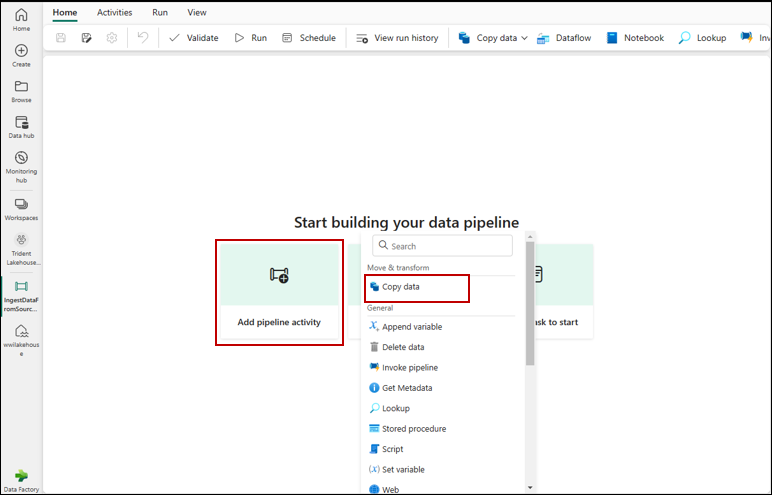 Home
Activities
Run
View
Validate
Run
Schedule
View run history
Copy data
Dataflow
Notebook
Lookup
Home
Create
Browse
Data hub
Monitoring
hub
Workspaces
Trident
Lakehouse...
IngestDataF
romSourc...
wwilakehous
e
Data Factory
Start building your data pipeline
Add pipeline activity
Search
Move & transform
Copy data
General
Append variable
Delete data
Invoke pipeline
Get Metadata
Lookup
Stored procedure
Script
Set variable
Web
ask to start